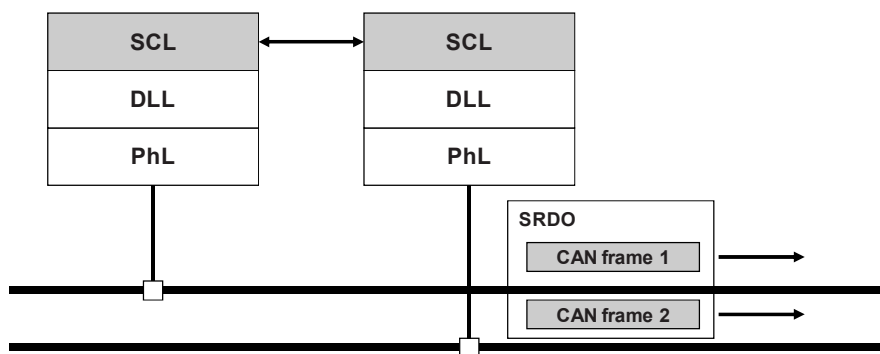 SCL
SCL
DLL
DLL
PhL
PhL
SRDO
CAN frame 1
CAN frame 2